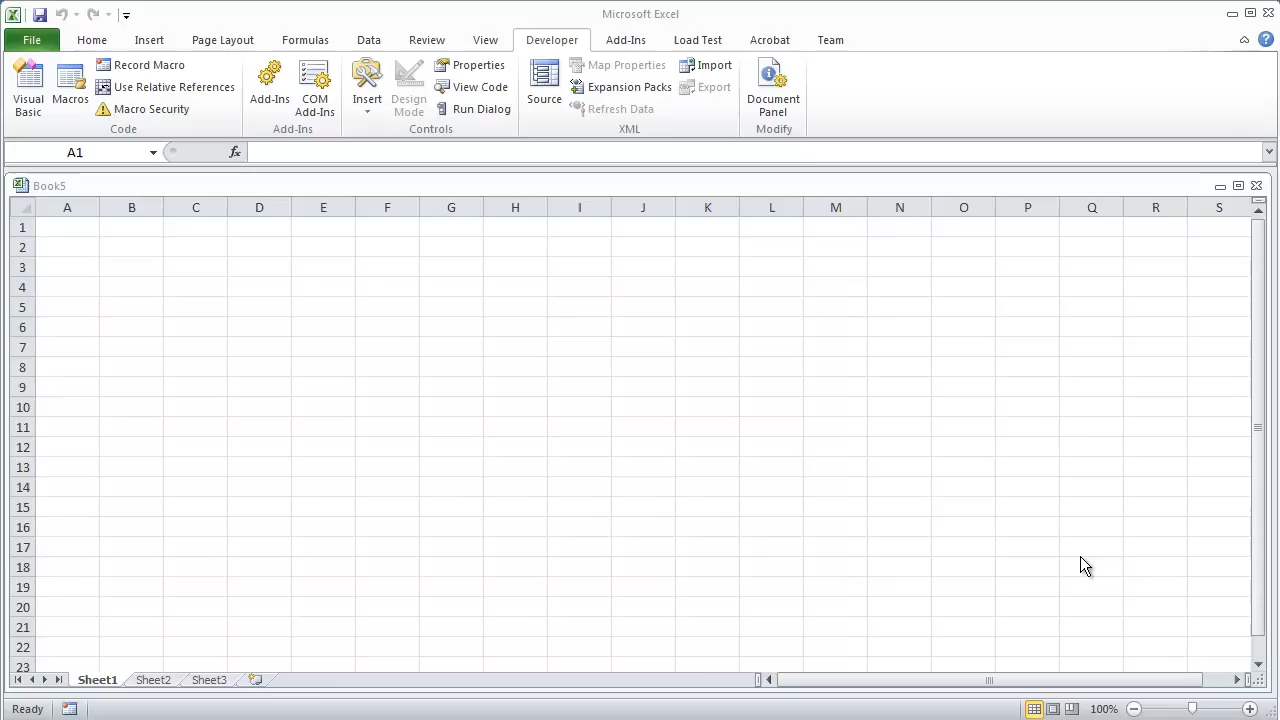 Microsoft Excel
File Home Insert Page Layout Formulas Data Review View Developer Add-Ins Load Test Acrobat Team
Visual Basic
Macros
Record Macro
Use Relative References
Macro Security
Code
Add-Ins
COM Add-Ins
Add-Ins
Insert
Design Mode
Properties
View Code
Run Dialog
Controls
Source
Map Properties
Expansion Packs
Refresh Data
Import
Export
XML
Document Panel
Modify
A1 fx
Book5
A B C D E F G H I J K L M N O P Q R S
1
2
3
4
5
6
7
8
9
10
11
12
13
14
15
16
17
18
19
20
21
22
23
Sheet1 Sheet2 Sheet3
Ready 100%